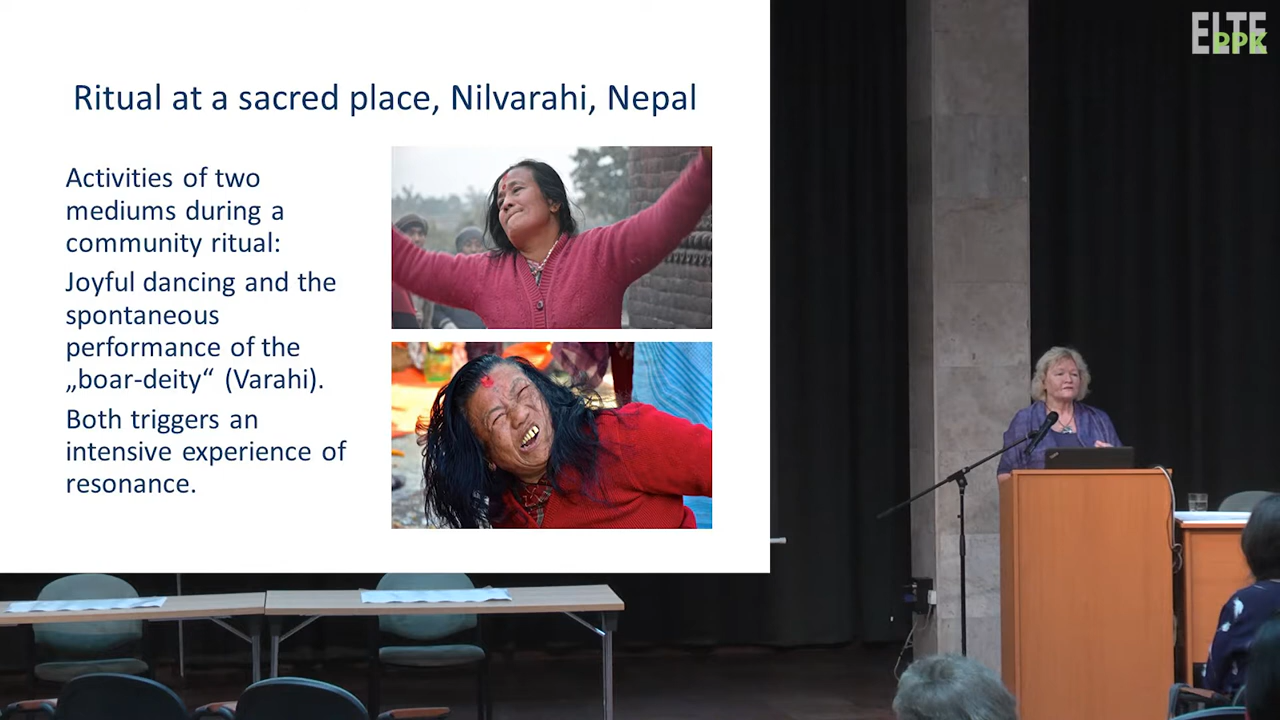 ELTE
PPK
Ritual at a sacred place, Nilvarahi, Nepal
Activities of two
mediums during a
community ritual:
Joyful dancing and the
spontaneous
performance of the
„boar-deity“ (Varahi).
Both triggers an
intensive experience of
resonance.